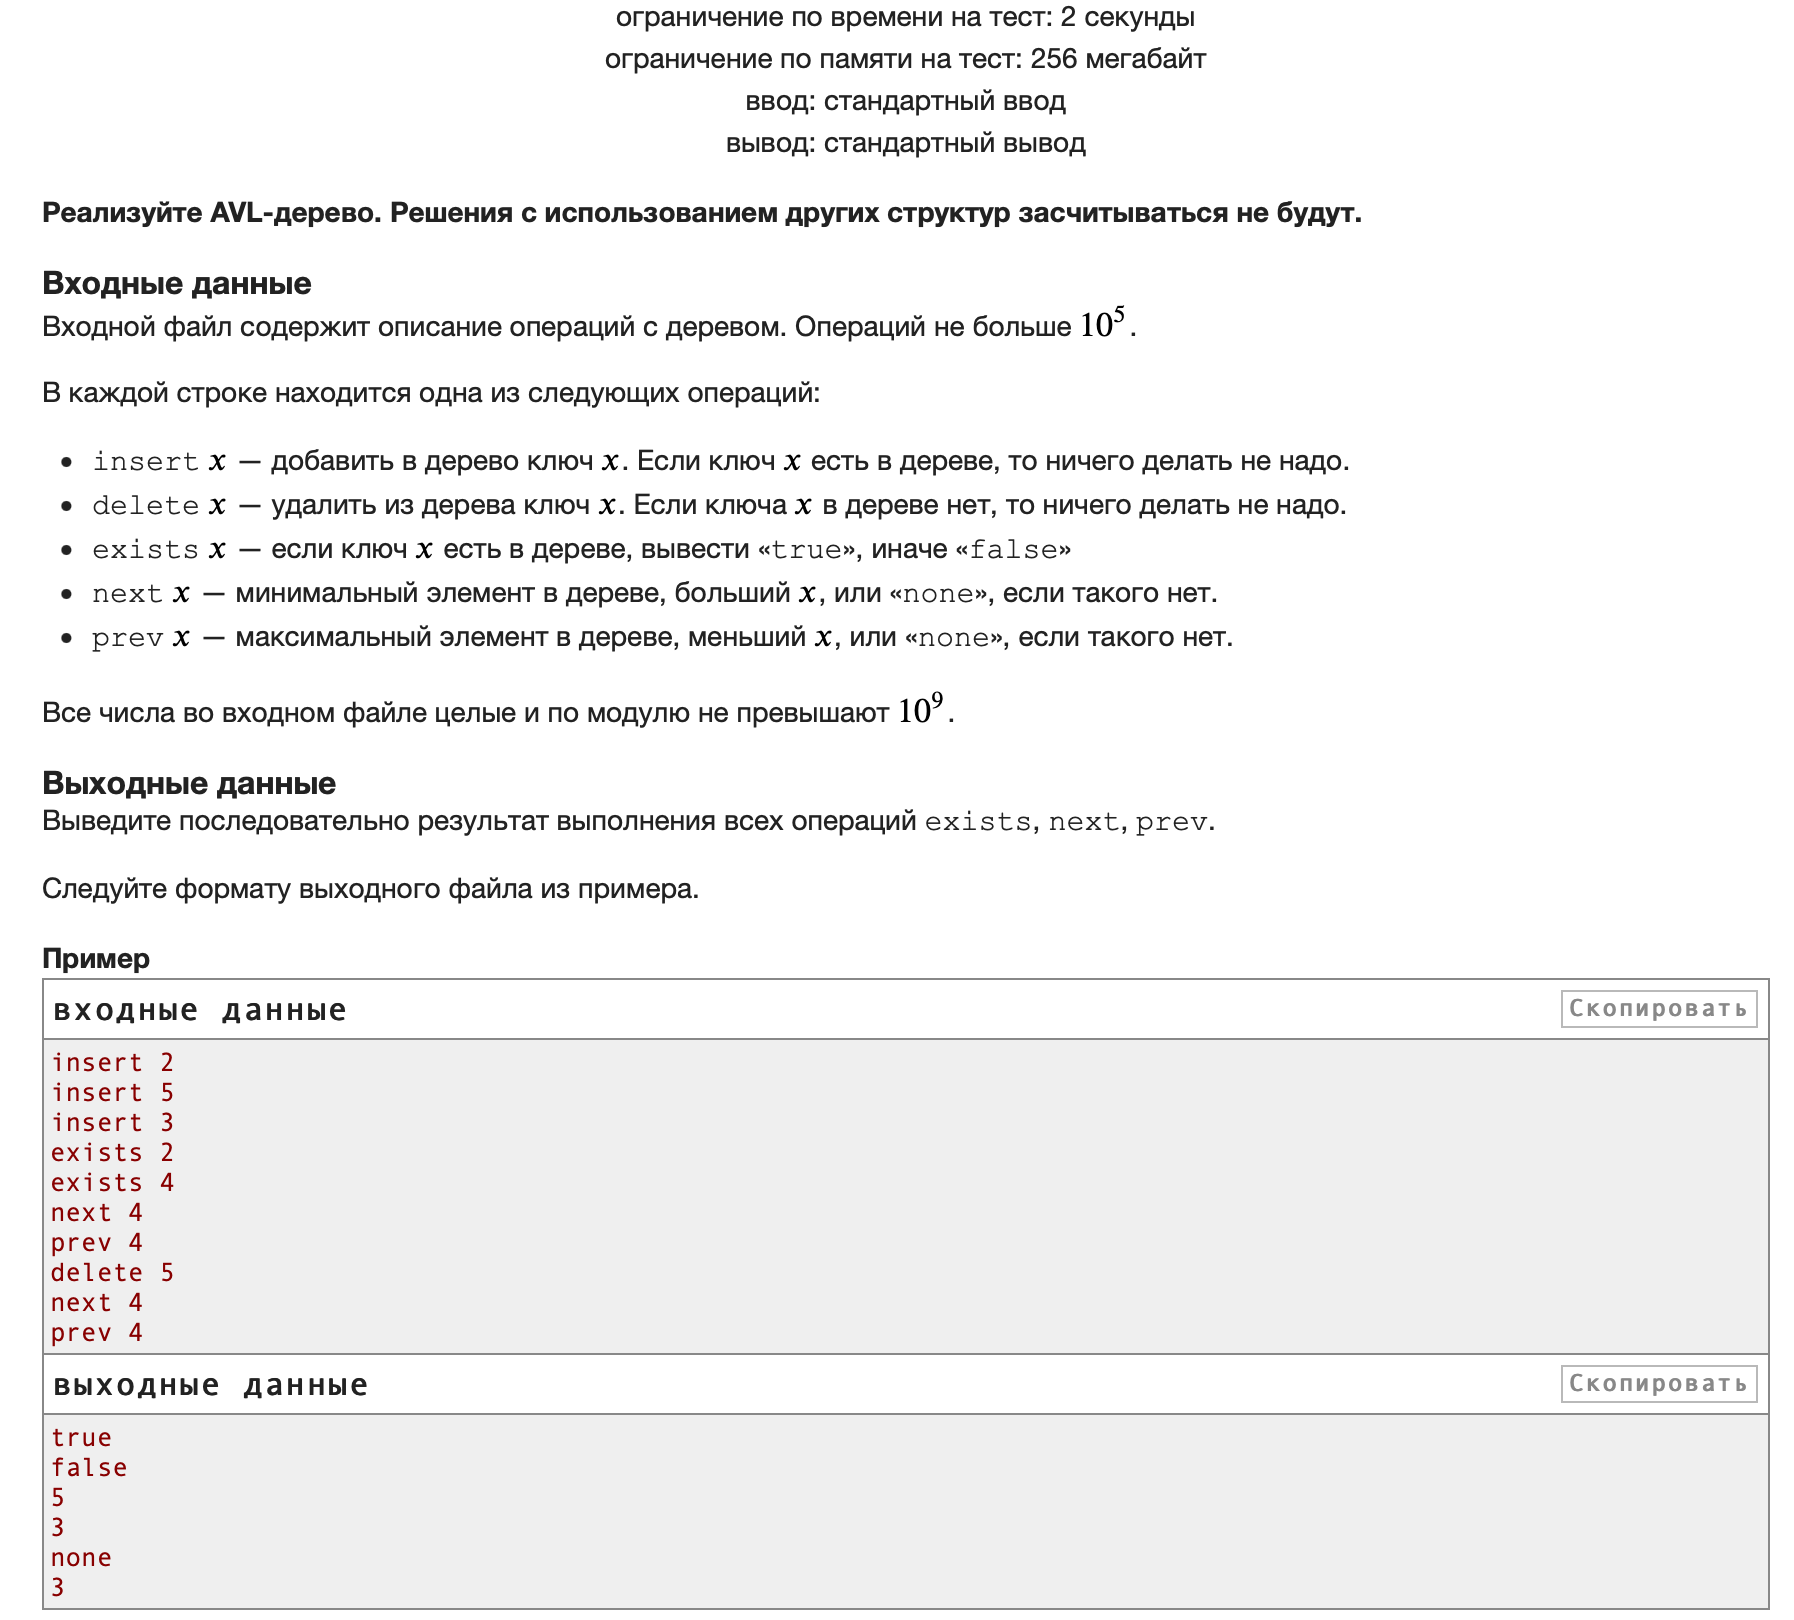 ограничение по времени на тест: 2 секунды
ограничение по памяти на тест: 256 мегабайт
ввод: стандартный ввод
вывод: стандартный вывод
Реализуйте AVL-дерево. Решения с использованием других структур засчитываться не будут.
Входные данные
Входной файл содержит описание операций с деревом. Операций не больше 10^5.
В каждой строке находится одна из следующих операций:
• insert x — добавить в дерево ключ x. Если ключ x есть в дереве, то ничего делать не надо.
• delete x — удалить из дерева ключ x. Если ключа x в дереве нет, то ничего делать не надо.
• exists x — если ключ x есть в дереве, вывести «true», иначе «false»
• next x — минимальный элемент в дереве, больший x, или «none», если такого нет.
• prev x — максимальный элемент в дереве, меньший x, или «none», если такого нет.
Все числа во входном файле целые и по модулю не превышают 10^9.
Выходные данные
Выведите последовательно результат выполнения всех операций exists, next, prev.
Следуйте формату выходного файла из примера.
Пример
входные данные
Скопировать
insert 2
insert 5
insert 3
exists 2
exists 4
next 4
prev 4
delete 5
next 4
prev 4
выходные данные
Скопировать
true
false
5
3
none
3